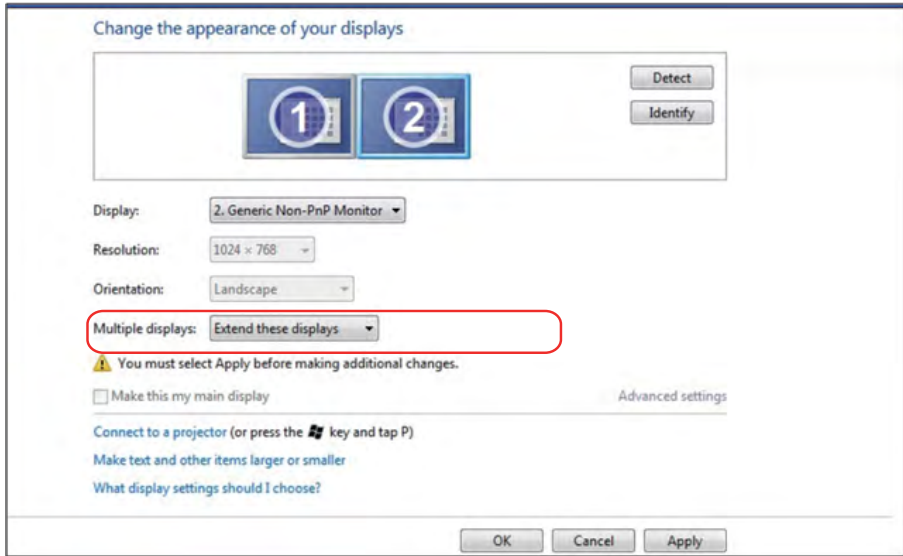 Change the appearance of your displays
1 2
Detect
Identify
Display: 2. Generic Non-PnP Monitor
Resolution: 1024 × 768
Orientation: Landscape
Multiple displays: Extend these displays
You must select Apply before making additional changes.
Make this my main display Advanced settings
Connect to a projector (or press the key and tap P)
Make text and other items larger or smaller
What display settings should I choose?
OK Cancel Apply